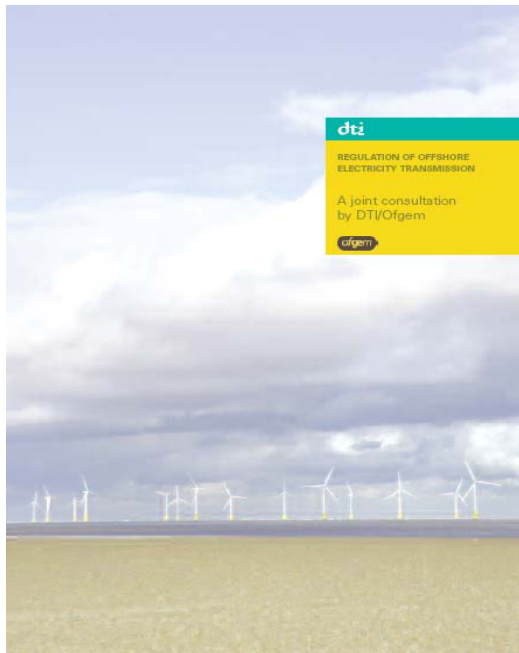 dti
REGULATION OF OFFSHORE
ELECTRICITY TRANSMISSION
A joint consultation
by DTI/Ofgem
ofgem